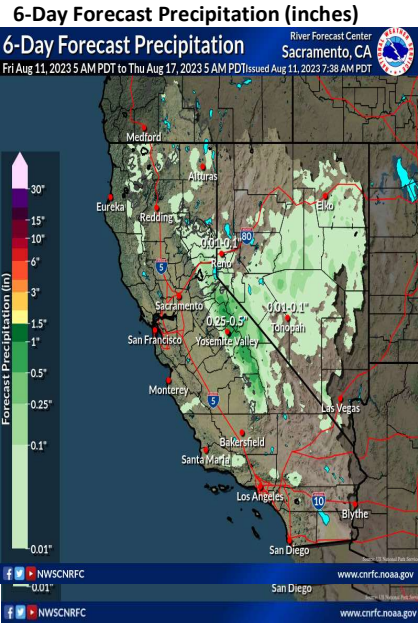 6-Day Forecast Precipitation (inches)
6-Day Forecast Precipitation
River Forecast Center
Sacramento, CA
Fri Aug 11, 2023 5 AM PDT to Thu Aug 17, 2023 5 AM PDT
Issued Aug 11, 2023 7:38 AM PDT
Medford
Alturas
Eureka
Redding
Elko
80
0.01-0.1"
Reno
5
Sacramento
0.01-0.1"
0.25-0.5"
Tonopah
San Francisco
Yosemite Valley
Monterey
5
Las Vegas
Bakersfield
Santa Maria
Los Angeles
10
Blythe
San Diego
Forecast Precipitation (in)
30"
15"
10"
6"
3"
1.5"
1"
0.5"
0.25"
0.1"
0.01"
Source: US National Park Service
NWSCNRFC
www.cnrfc.noaa.gov
0.01"
San Diego
NWSCNRFC
www.cnrfc.noaa.gov